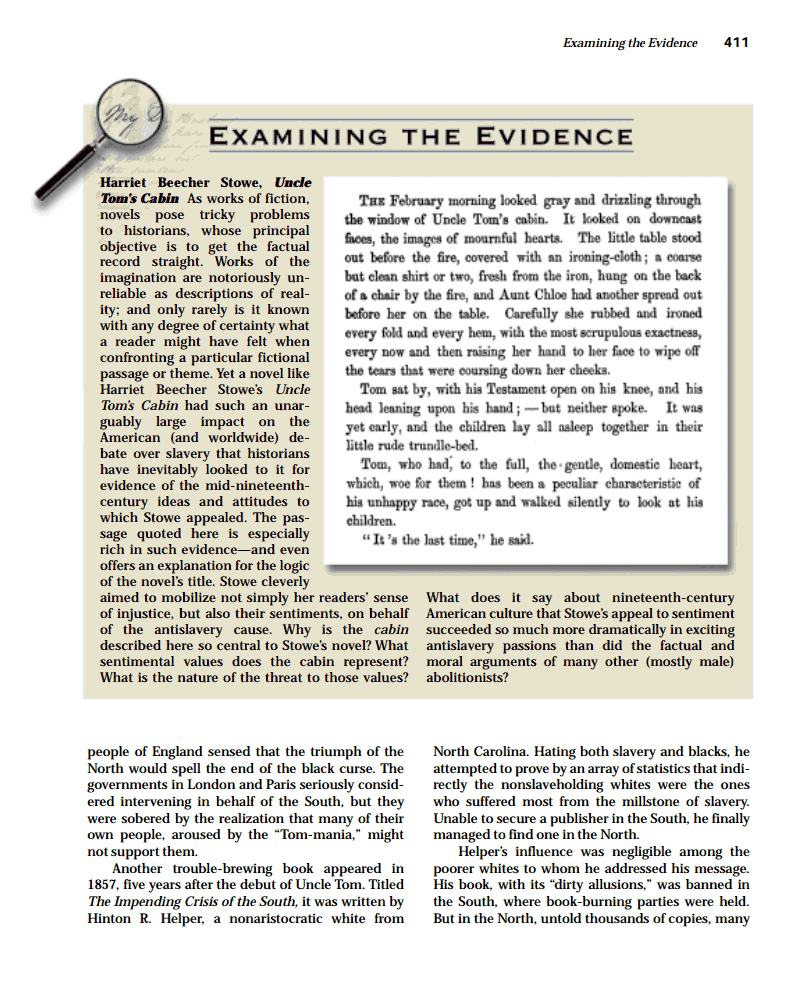 Examining the Evidence 411
My D
EXAMINING THE EVIDENCE
Harriet Beecher Stowe, Uncle
Tom's Cabin As works of fiction,
novels pose tricky problems
to historians, whose principal
objective is to get the factual
record straight. Works of the
imagination are notoriously un-
reliable as descriptions of real-
ity; and only rarely is it known
with any degree of certainty what
a reader might have felt when
confronting a particular fictional
passage or theme. Yet a novel like
Harriet Beecher Stowe's Uncle
Tom's Cabin had such an unar-
guably large impact on the
American (and worldwide) de-
bate over slavery that historians
have inevitably looked to it for
evidence of the mid-nineteenth-
century ideas and attitudes to
which Stowe appealed. The pas-
sage quoted here is especially
rich in such evidence—and even
offers an explanation for the logic
of the novel's title. Stowe cleverly
aimed to mobilize not simply her readers' sense
of injustice, but also their sentiments, on behalf
of the antislavery cause. Why is the cabin
described here so central to Stowe's novel? What
sentimental values does the cabin represent?
What is the nature of the threat to those values?
THE February morning looked gray and drizzling through
the window of Uncle Tom's cabin. It looked on downcast
faces, the images of mournful hearts. The little table stood
out before the fire, covered with an ironing-cloth; a coarse
but clean shirt or two, fresh from the iron, hung on the back
of a chair by the fire, and Aunt Chloe had another spread out
before her on the table. Carefully she rubbed and ironed
every fold and every hem, with the most scrupulous exactness,
every now and then raising her hand to her face to wipe off
the tears that were coursing down her cheeks.
Tom sat by, with his Testament open on his knee, and his
head leaning upon his hand; — but neither spoke. It was
yet early, and the children lay all asleep together in their
little rude trundle-bed.
Tom, who had, to the full, the gentle, domestic heart,
which, woe for them! has been a peculiar characteristic of
his unhappy race, got up and walked silently to look at his
children.
"It 's the last time," he said.
What does it say about nineteenth-century
American culture that Stowe's appeal to sentiment
succeeded so much more dramatically in exciting
antislavery passions than did the factual and
moral arguments of many other (mostly male)
abolitionists?
people of England sensed that the triumph of the
North would spell the end of the black curse. The
governments in London and Paris seriously consid-
ered intervening in behalf of the South, but they
were sobered by the realization that many of their
own people, aroused by the "Tom-mania," might
not support them.
Another trouble-brewing book appeared in
1857, five years after the debut of Uncle Tom. Titled
The Impending Crisis of the South, it was written by
Hinton R. Helper, a nonaristocratic white from
North Carolina. Hating both slavery and blacks, he
attempted to prove by an array of statistics that indi-
rectly the nonslaveholding whites were the ones
who suffered most from the millstone of slavery.
Unable to secure a publisher in the South, he finally
managed to find one in the North.
Helper's influence was negligible among the
poorer whites to whom he addressed his message.
His book, with its "dirty allusions," was banned in
the South, where book-burning parties were held.
But in the North, untold thousands of copies, many